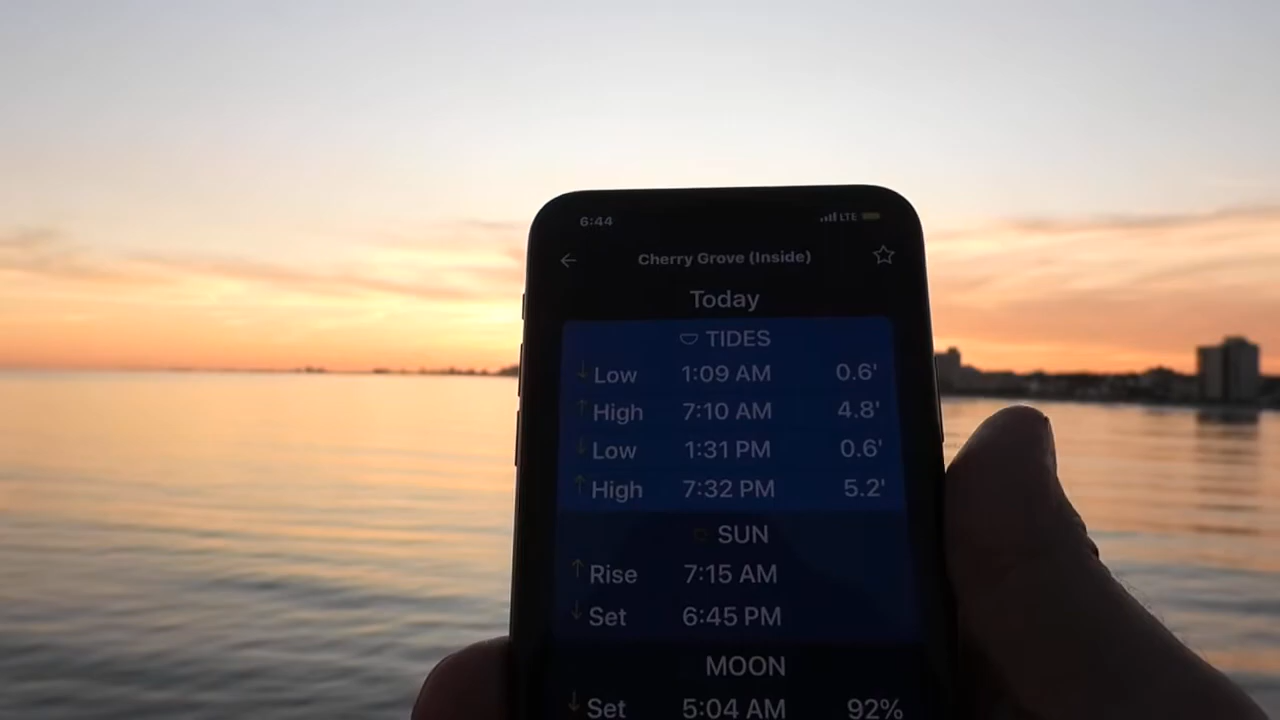 6:44 LTE
Cherry Grove (Inside)
Today
TIDES
Low 1:09 AM 0.6'
High 7:10 AM 4.8'
Low 1:31 PM 0.6'
High 7:32 PM 5.2'
SUN
Rise 7:15 AM
Set 6:45 PM
MOON
Set 5:04 AM 92%